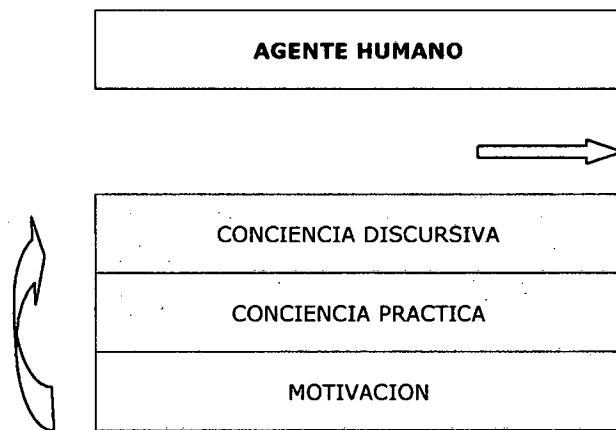 AGENTE HUMANO
CONCIENCIA DISCURSIVA
CONCIENCIA PRACTICA
MOTIVACION